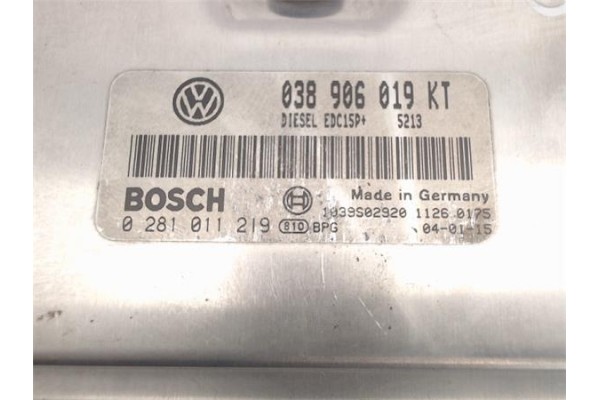 038 906 019 KT
DIESEL EDC15P+ 5213
BOSCH
Made in Germany
1039S02920 1126 0175
0 281 011 219 810 BPG 04-01-15